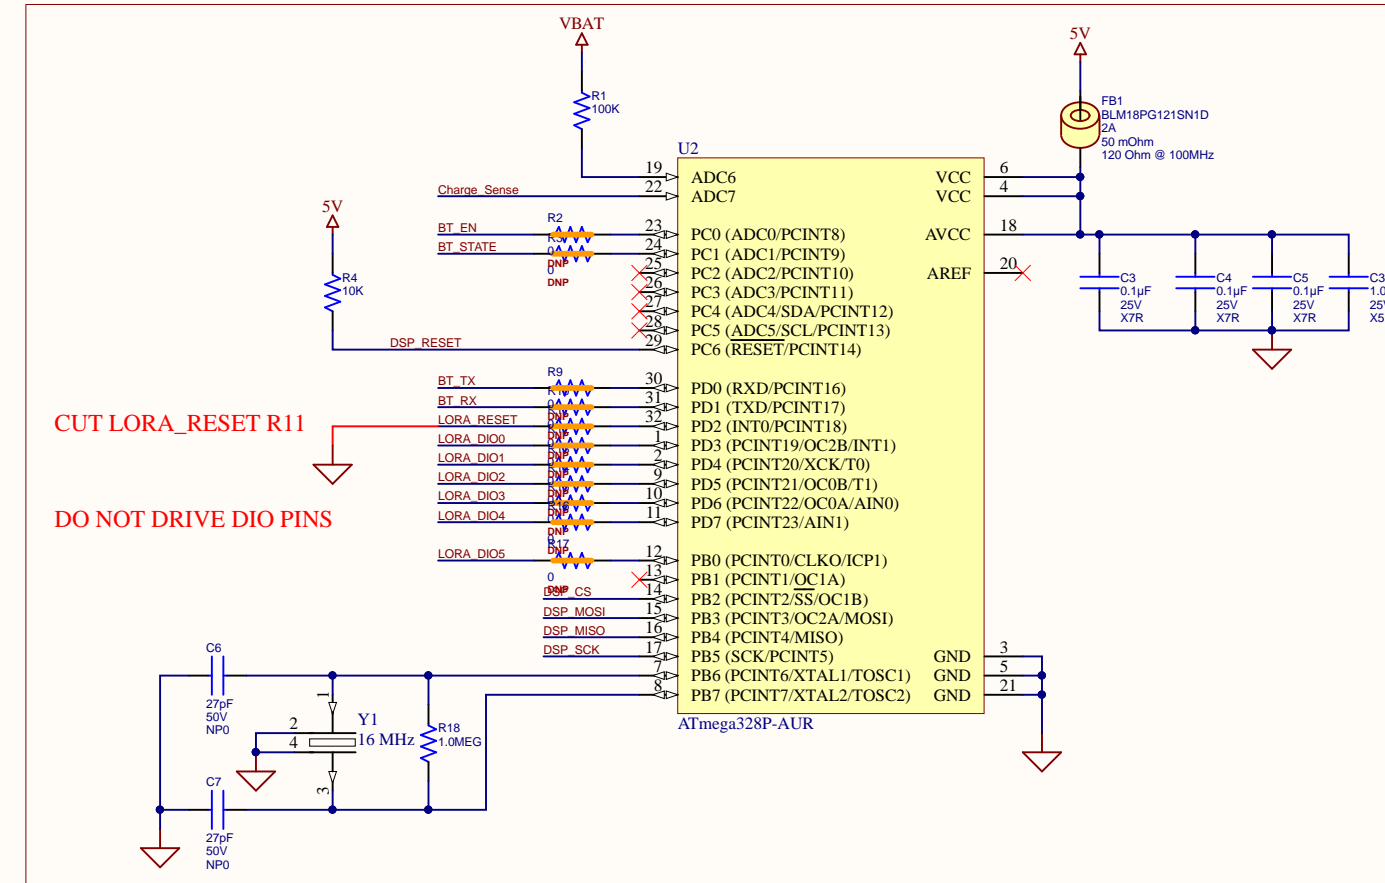 VBAT
R1
100K
5V
FB1
BLM18PG121SN1D
2A
50 mOhm
120 Ohm @ 100MHz
U2
19 ADC6
Charge_Sense 22 ADC7
5V
R4
10K
BT_EN R2 23 PC0 (ADC0/PCINT8)
BT_STATE R3 24 PC1 (ADC1/PCINT9)
0
DNP
0
DNP
25 PC2 (ADC2/PCINT10)
26 PC3 (ADC3/PCINT11)
27 PC4 (ADC4/SDA/PCINT12)
28 PC5 (ADC5/SCL/PCINT13)
DSP_RESET 29 PC6 (RESET/PCINT14)
BT_TX R9 30 PD0 (RXD/PCINT16)
BT_RX 31 PD1 (TXD/PCINT17)
LORA_RESET 32 PD2 (INT0/PCINT18)
LORA_DIO0 1 PD3 (PCINT19/OC2B/INT1)
LORA_DIO1 2 PD4 (PCINT20/XCK/T0)
LORA_DIO2 9 PD5 (PCINT21/OC0B/T1)
LORA_DIO3 10 PD6 (PCINT22/OC0A/AIN0)
LORA_DIO4 11 PD7 (PCINT23/AIN1)
CUT LORA_RESET R11
DO NOT DRIVE DIO PINS
LORA_DIO5 R17 12 PB0 (PCINT0/CLKO/ICP1)
0
DNP
13 PB1 (PCINT1/OC1A)
DSP_CS 14 PB2 (PCINT2/SS/OC1B)
DSP_MOSI 15 PB3 (PCINT3/OC2A/MOSI)
DSP_MISO 16 PB4 (PCINT4/MISO)
DSP_SCK 17 PB5 (SCK/PCINT5)
7 PB6 (PCINT6/XTAL1/TOSC1)
8 PB7 (PCINT7/XTAL2/TOSC2)
VCC 6
VCC 4
AVCC 18
AREF 20
GND 3
GND 5
GND 21
ATmega328P-AUR
C3
0.1µF
25V
X7R
C4
0.1µF
25V
X7R
C5
0.1µF
25V
X7R
C6
27pF
50V
NP0
1
2
4
3
Y1
16 MHz
R18
1.0MEG
C7
27pF
50V
NP0